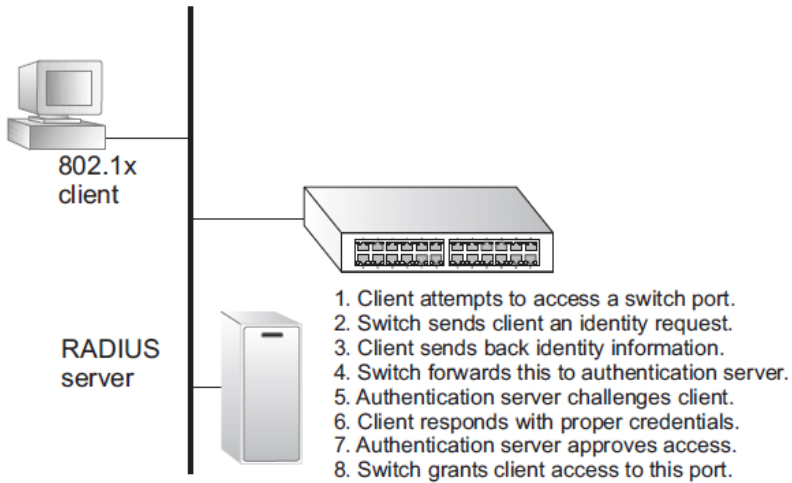 802.1x
client
RADIUS
server
1. Client attempts to access a switch port.
2. Switch sends client an identity request.
3. Client sends back identity information.
4. Switch forwards this to authentication server.
5. Authentication server challenges client.
6. Client responds with proper credentials.
7. Authentication server approves access.
8. Switch grants client access to this port.